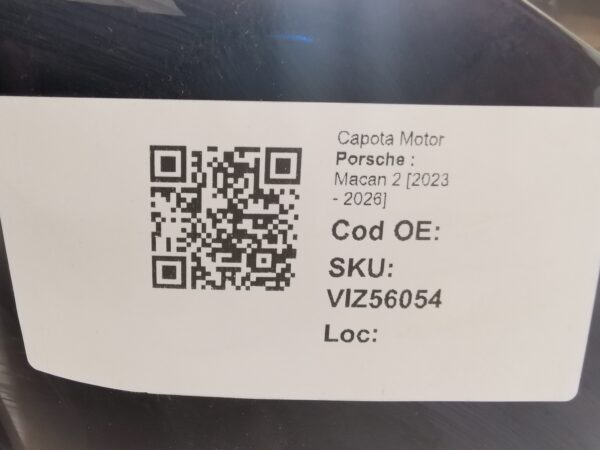 Capota Motor
Porsche :
Macan 2 [2023
- 2026]
Cod OE:
SKU:
VIZ56054
Loc: